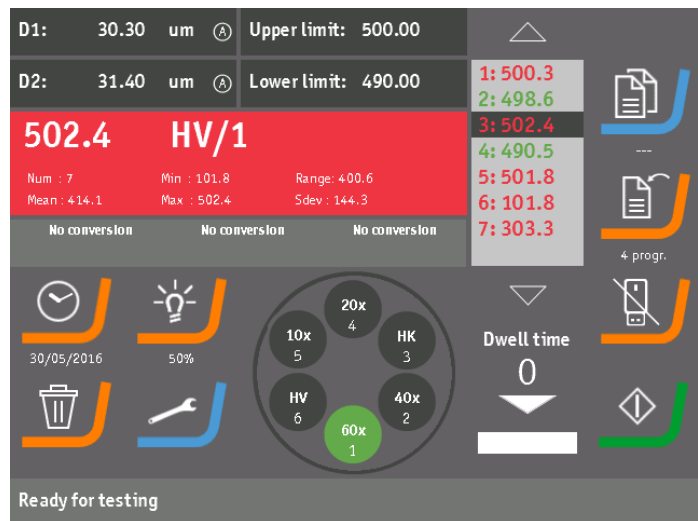 D1: 30.30 um A Upper limit: 500.00
D2: 31.40 um A Lower limit: 490.00
502.4 HV/1
Num : 7 Min : 101.8 Range: 400.6
Mean : 414.1 Max : 502.4 Sdev : 144.3
No conversion No conversion No conversion
1: 500.3
2: 498.6
3: 502.4
4: 490.5
5: 501.8
6: 101.8
7: 303.3
---
4 progr.
30/05/2016
50%
20x
4
10x
5
HK
3
HV
6
40x
2
60x
1
Dwell time
0
Ready for testing